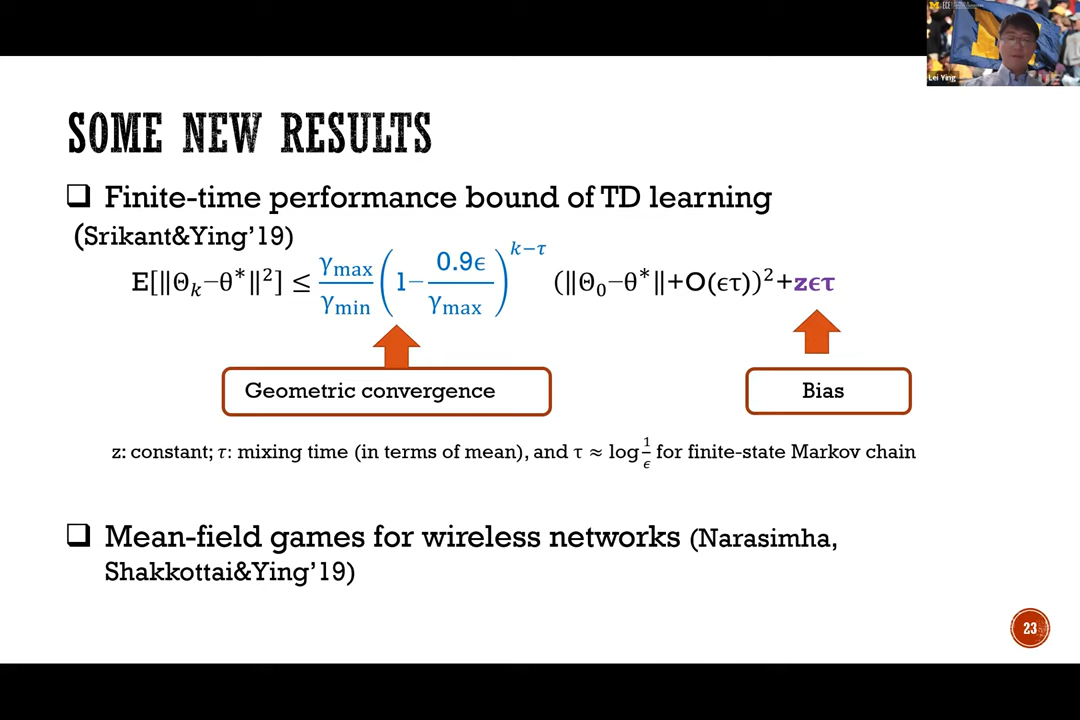 M ECE
Lei Ying
SOME NEW RESULTS
❑ Finite-time performance bound of TD learning
(Srikant&Ying’19)
E[‖Θ_k−θ*‖²] ≤ γ_max/γ_min (1− 0.9ϵ/γ_max)^{k−τ} (‖Θ_0−θ*‖+O(ϵτ))²+zϵτ
Geometric convergence
Bias
z: constant; τ: mixing time (in terms of mean), and τ ≈ log 1/ϵ for finite-state Markov chain
❑ Mean-field games for wireless networks (Narasimha,
Shakkottai&Ying’19)
23